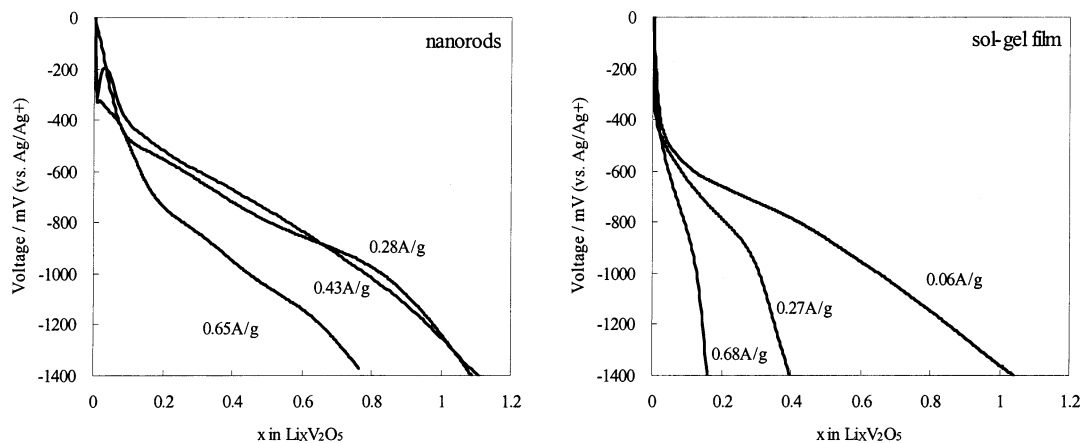 nanorods
Voltage / mV (vs. Ag/Ag+)
0
-200
-400
-600
-800
-1000
-1200
-1400
0.28A/g
0.43A/g
0.65A/g
0 0.2 0.4 0.6 0.8 1 1.2
x in LiXV2O5
sol-gel film
Voltage / mV (vs. Ag/Ag+)
0
-200
-400
-600
-800
-1000
-1200
-1400
0.06A/g
0.27A/g
0.68A/g
0 0.2 0.4 0.6 0.8 1 1.2
x in LiXV2O5